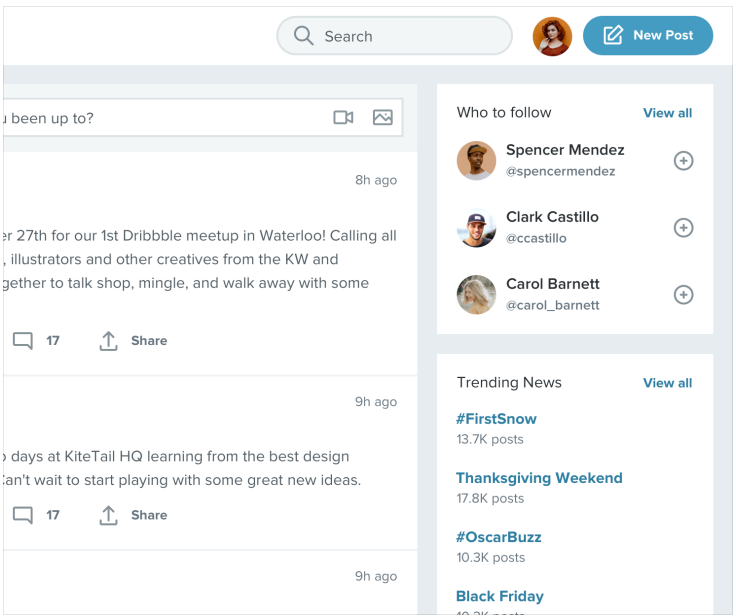 Search
New Post
been up to?
8h ago
27th for our 1st Dribbble meetup in Waterloo! Calling all
, illustrators and other creatives from the KW and
together to talk shop, mingle, and walk away with some
17
Share
9h ago
days at KiteTail HQ learning from the best design
Can't wait to start playing with some great new ideas.
17
Share
9h ago
Who to follow
View all
Spencer Mendez
@spencermendez
Clark Castillo
@ccastillo
Carol Barnett
@carol_barnett
Trending News
View all
#FirstSnow
13.7K posts
Thanksgiving Weekend
17.8K posts
#OscarBuzz
10.3K posts
Black Friday